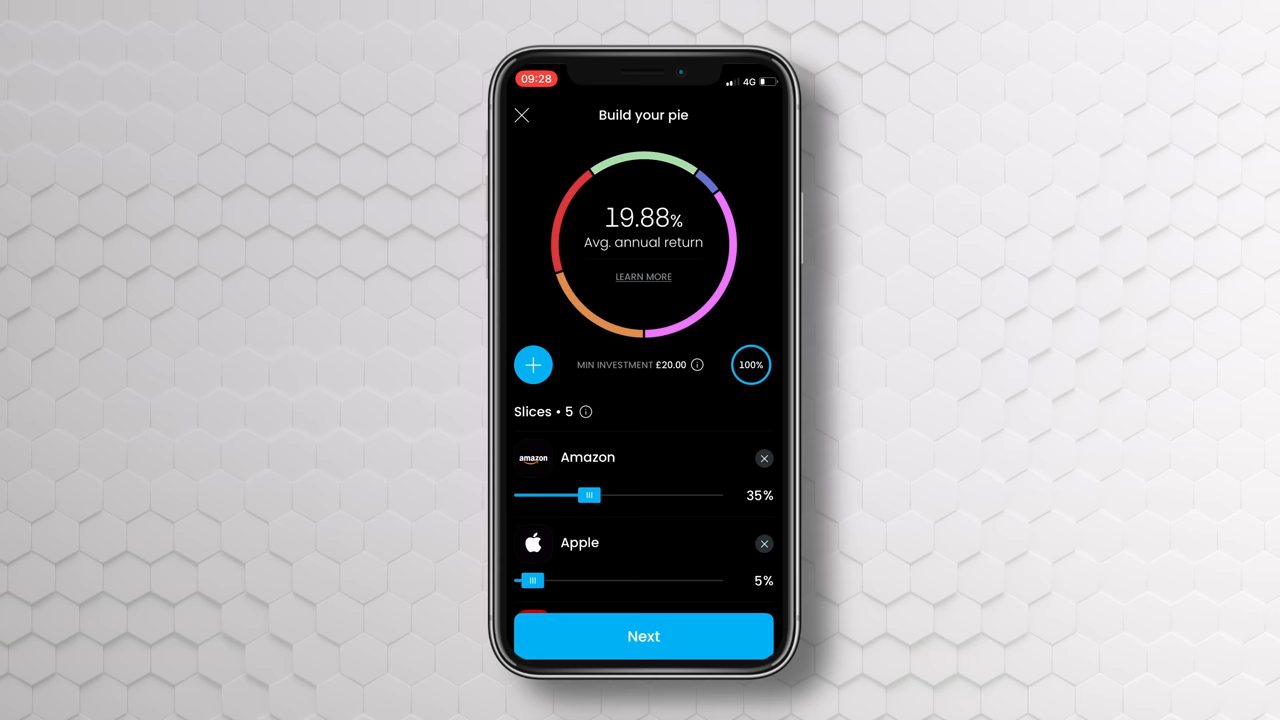 09:28
4G
Build your pie
19.88%
Avg. annual return
LEARN MORE
MIN INVESTMENT £20.00
100%
Slices • 5
amazon
Amazon
35%
Apple
5%
Next